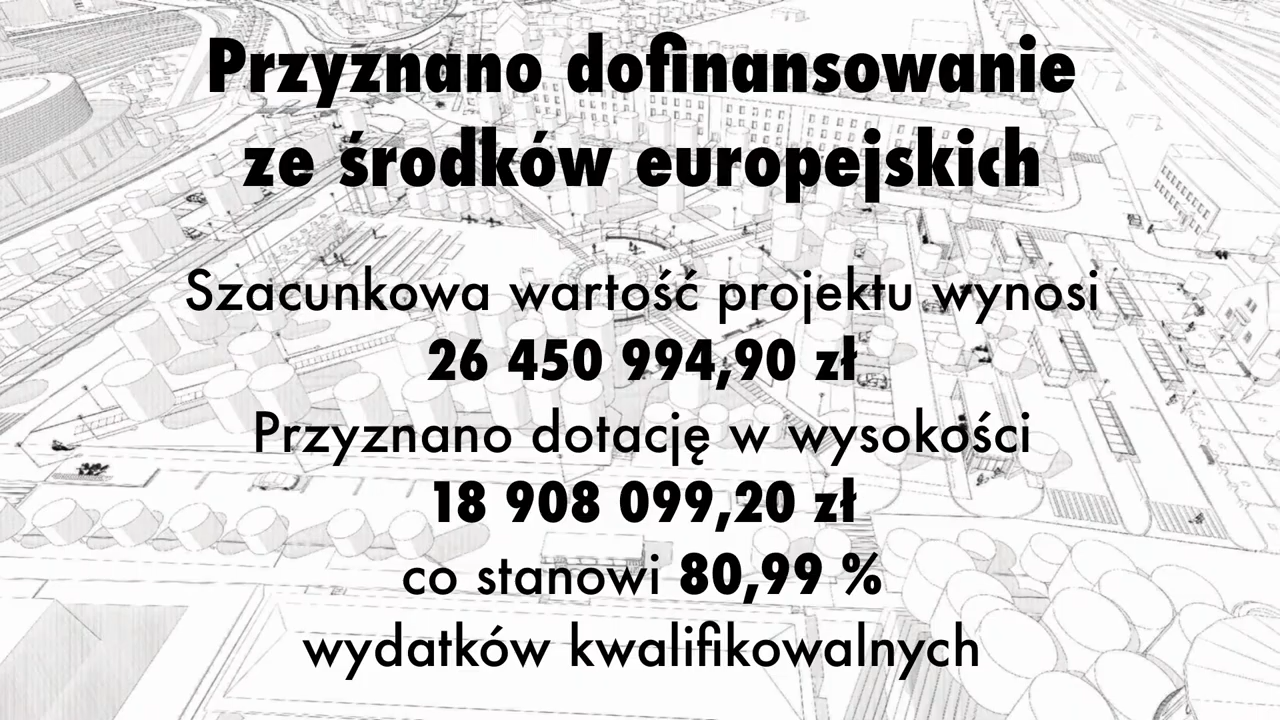 Przyznano dofinansowanie
ze środków europejskich
Szacunkowa wartość projektu wynosi
26 450 994,90 zł
Przyznano dotację w wysokości
18 908 099,20 zł
co stanowi 80,99 %
wydatków kwalifikowalnych